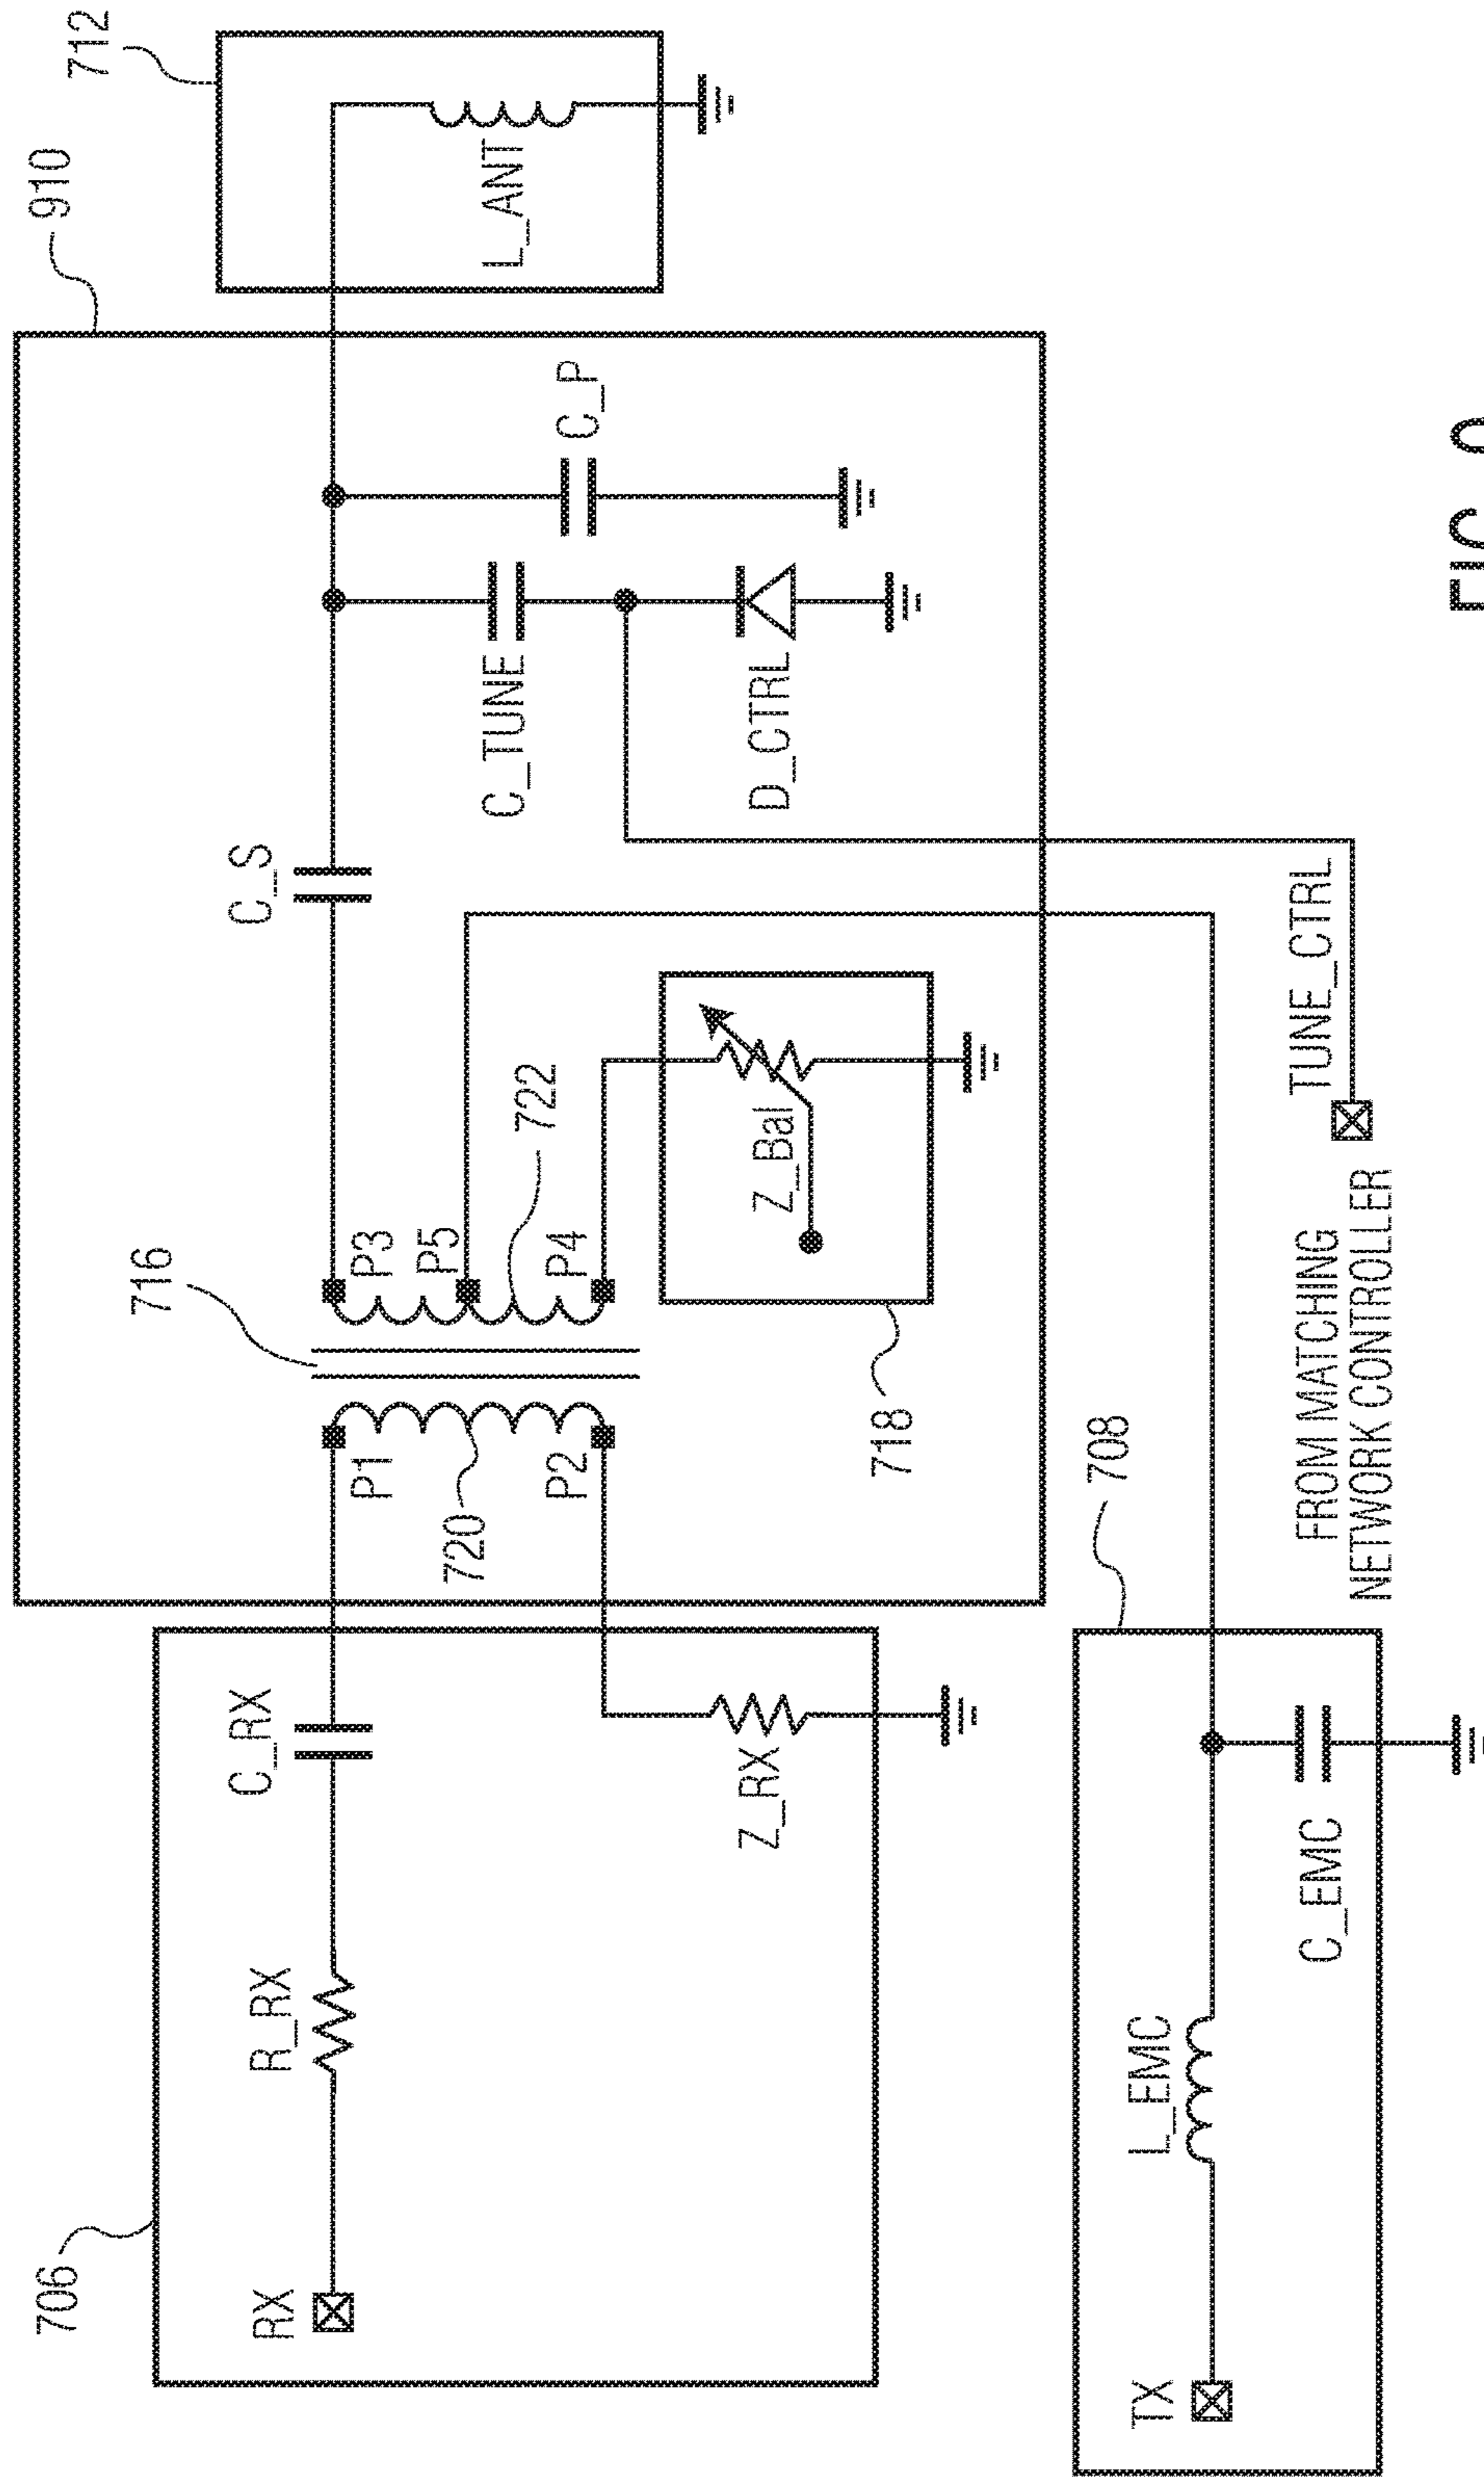 706
RX
R_RX
C_RX
Z_RX
910
716
P1
720
P2
P3
P5
P4
722
C_S
Z_Bal
718
C_TUNE
D_CTRL
C_P
712
L_ANT
708
TX
L_EMC
C_EMC
TUNE_CTRL
FROM MATCHING
NETWORK CONTROLLER
FIG.